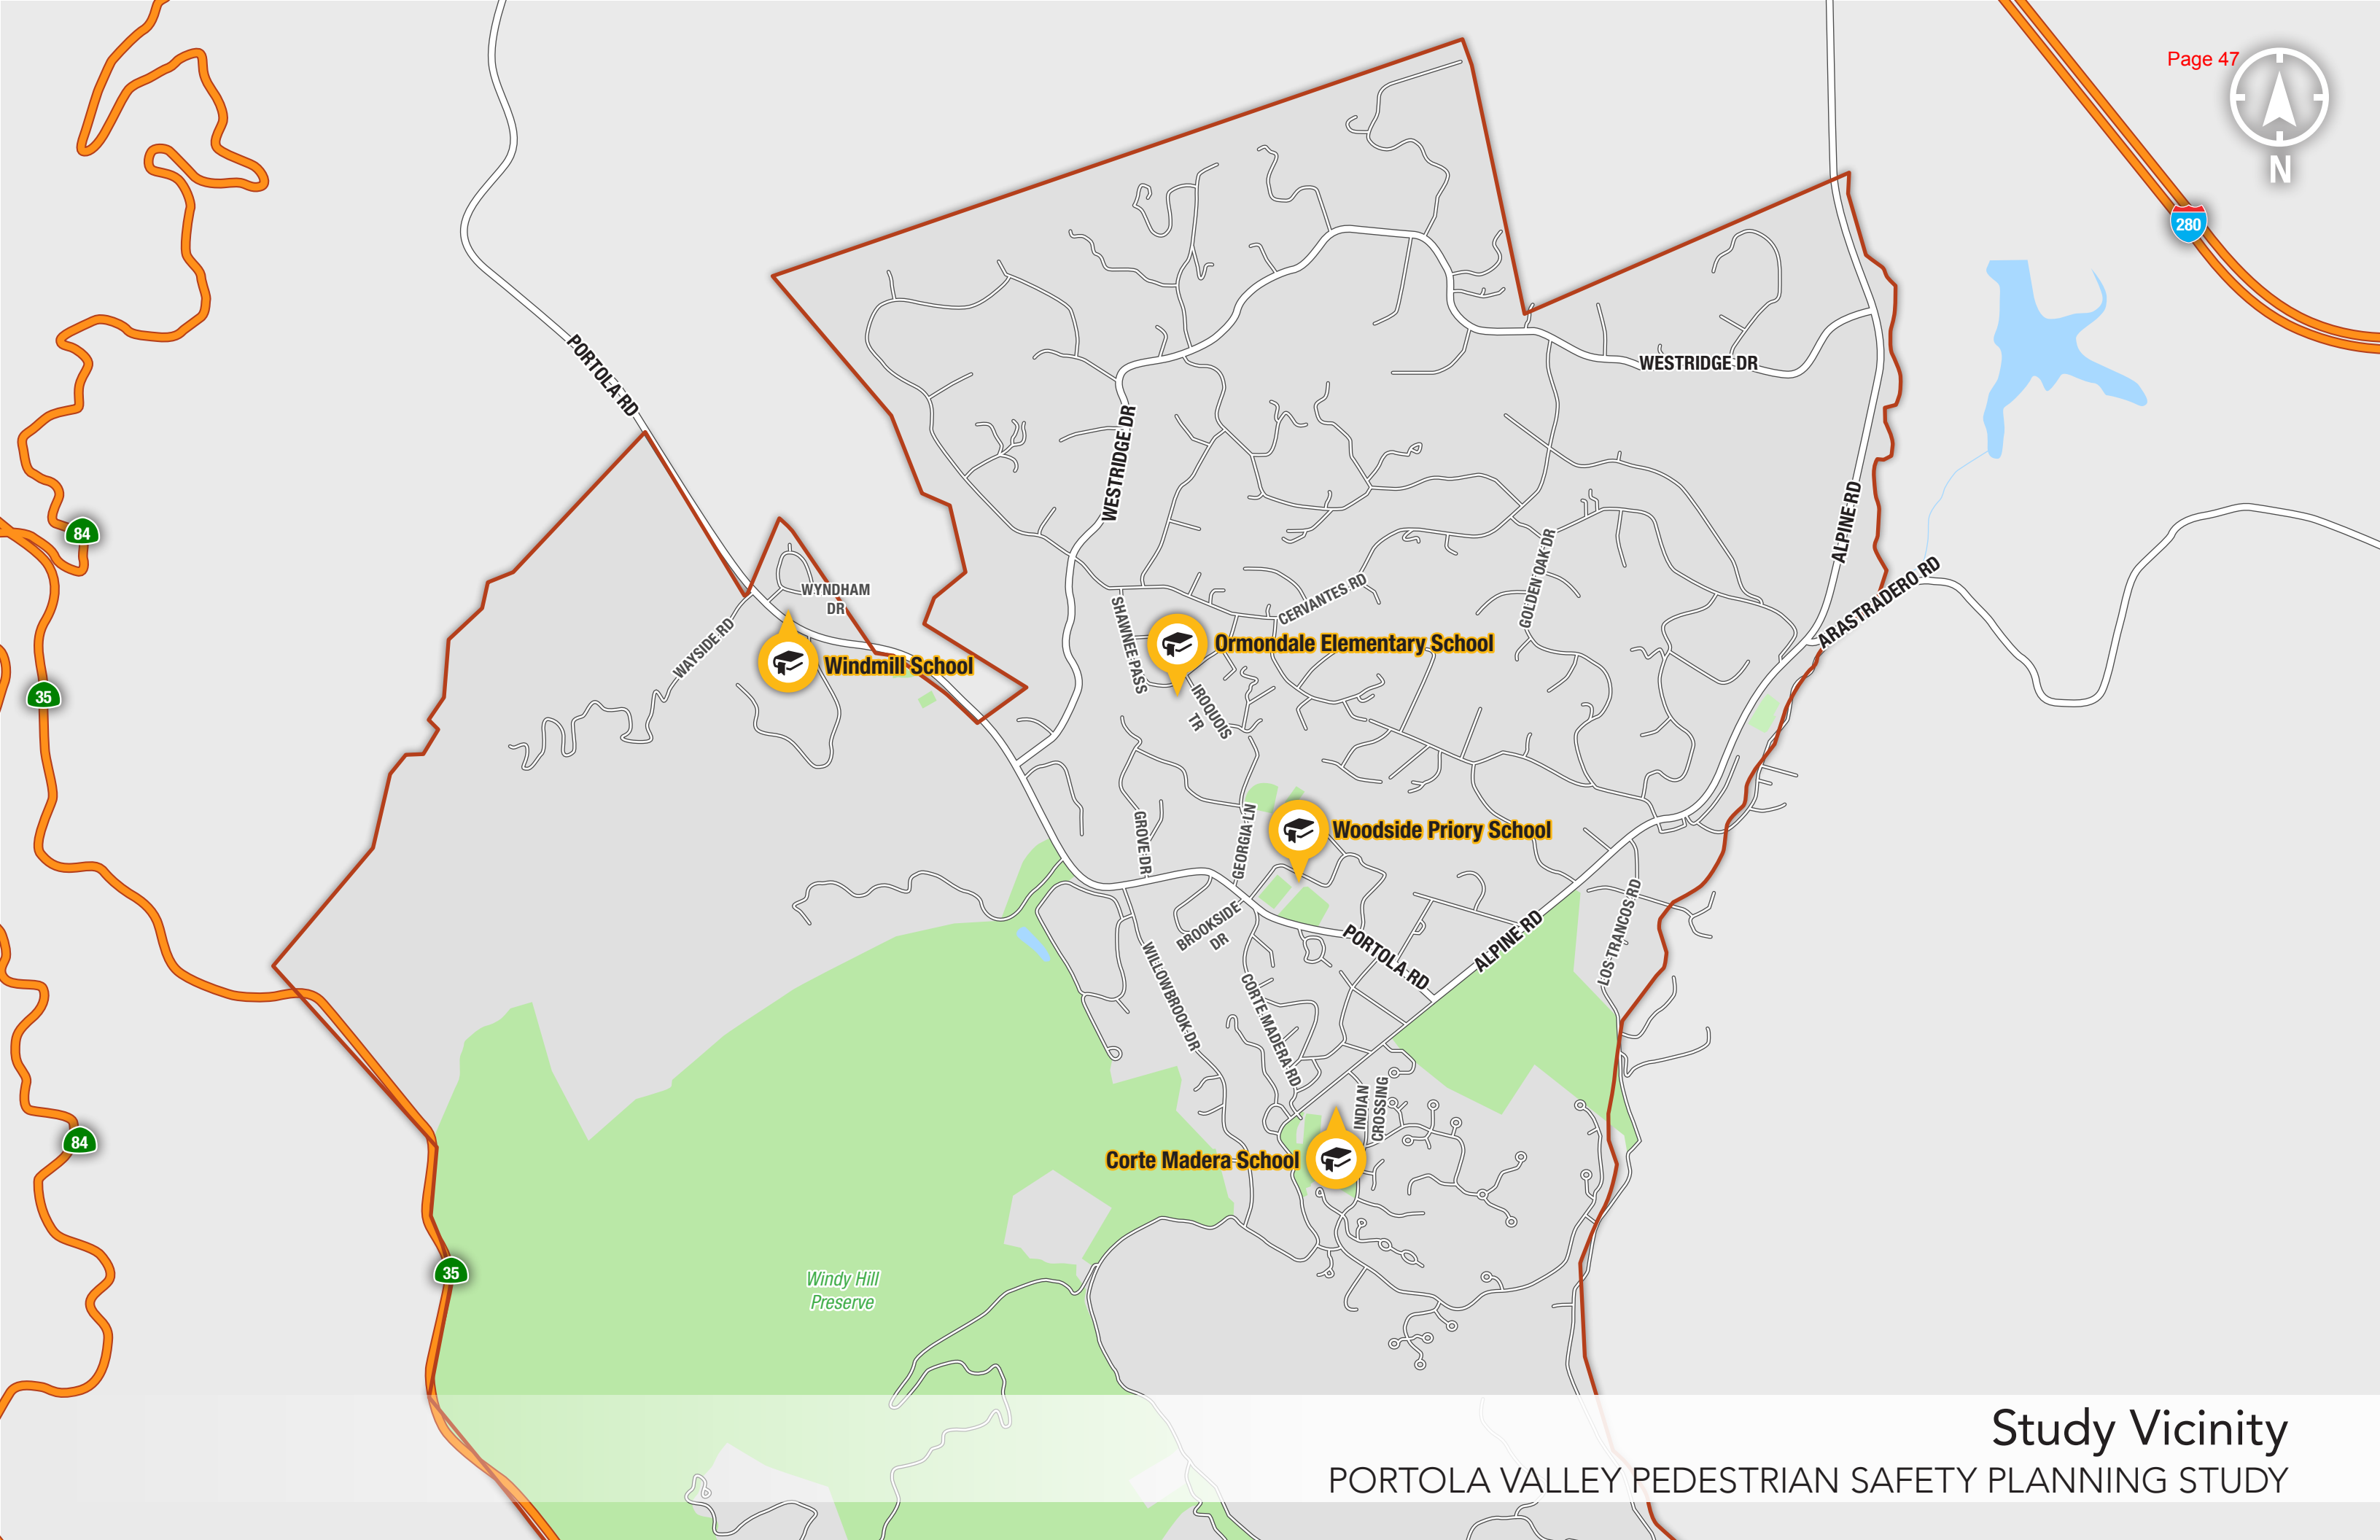 Page 47
N
280
PORTOLA RD
WESTRIDGE DR
WESTRIDGE DR
84
ALPINE RD
ARASTRADERO RD
GOLDEN OAK DR
CERVANTES RD
WYNDHAM
DR
WAYSIDE RD
SHAWNEE PASS
Ormondale Elementary School
Windmill School
35
IROQUOIS
TR
GROVE DR
GEORGIA LN
Woodside Priory School
BROOKSIDE
DR
PORTOLA RD
ALPINE RD
LOS TRANCOS RD
WILLOWBROOK DR
CORTE MADERA RD
INDIAN
CROSSING
84
Corte Madera School
35
Windy Hill
Preserve
Study Vicinity
PORTOLA VALLEY PEDESTRIAN SAFETY PLANNING STUDY